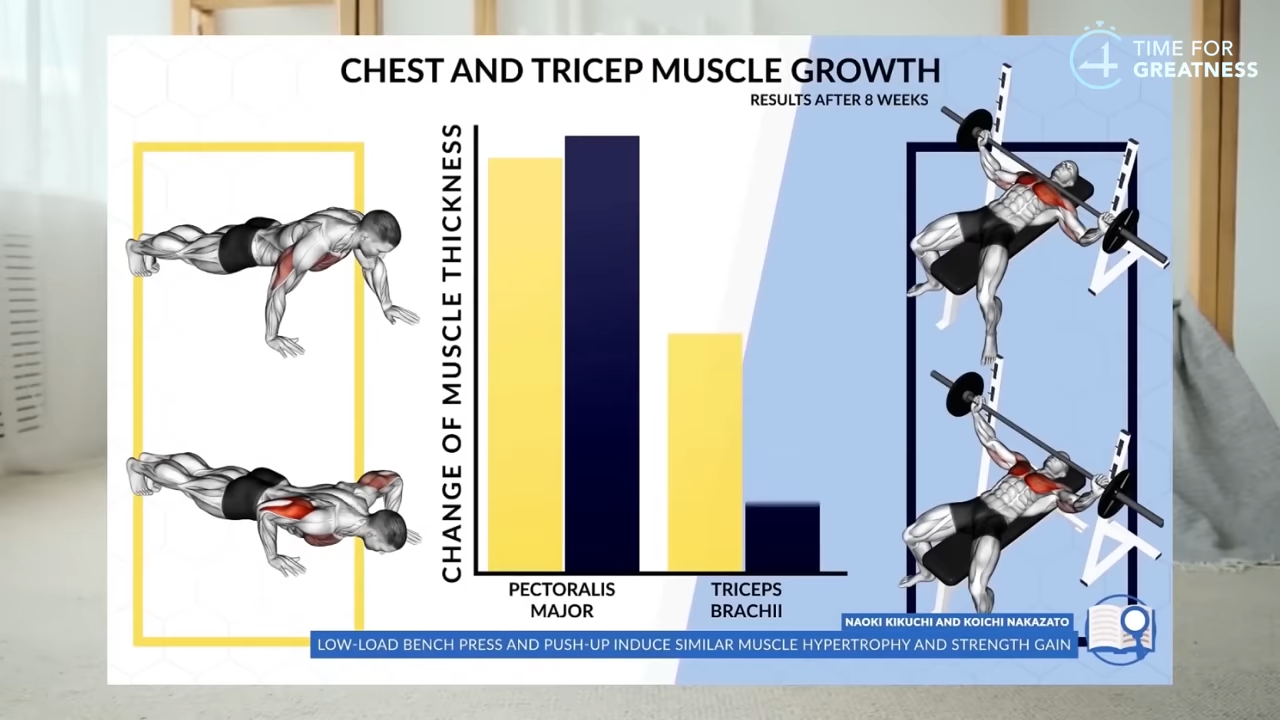 TIME FOR
GREATNESS
CHEST AND TRICEP MUSCLE GROWTH
RESULTS AFTER 8 WEEKS
CHANGE OF MUSCLE THICKNESS
PECTORALIS
MAJOR
TRICEPS
BRACHII
NAOKI KIKUCHI AND KOICHI NAKAZATO
LOW-LOAD BENCH PRESS AND PUSH-UP INDUCE SIMILAR MUSCLE HYPERTROPHY AND STRENGTH GAIN